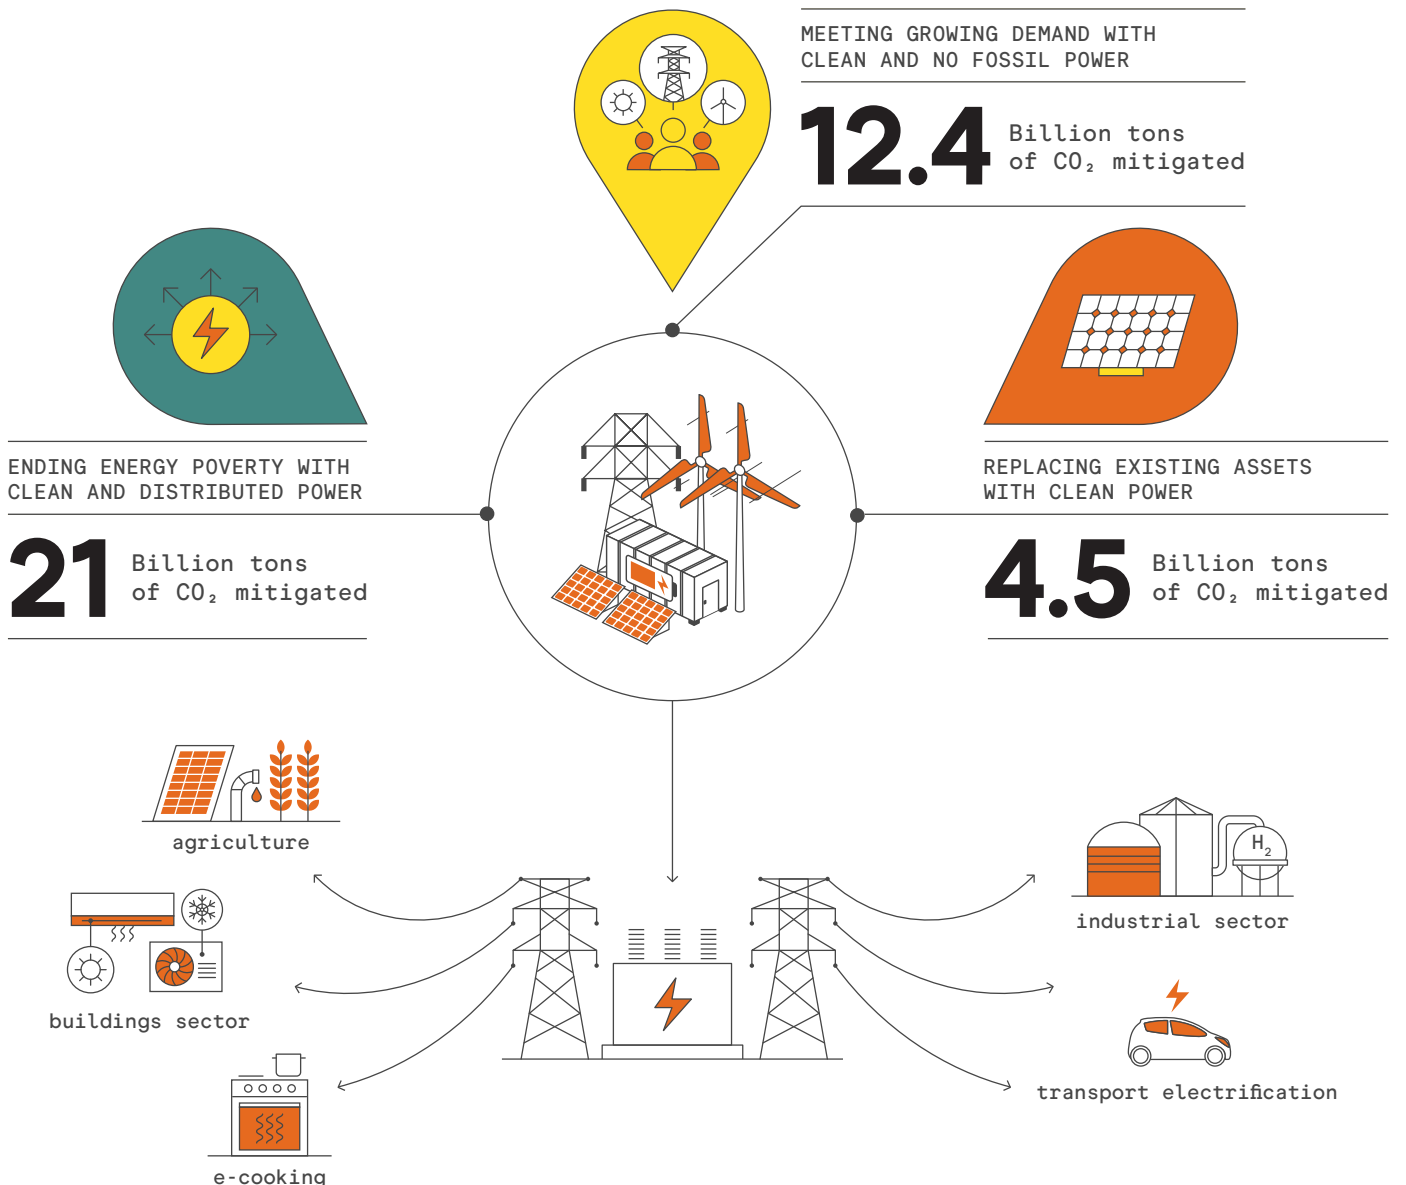 MEETING GROWING DEMAND WITH
CLEAN AND NO FOSSIL POWER
12.4
Billion tons
of CO₂ mitigated
ENDING ENERGY POVERTY WITH
CLEAN AND DISTRIBUTED POWER
21
Billion tons
of CO₂ mitigated
REPLACING EXISTING ASSETS
WITH CLEAN POWER
4.5
Billion tons
of CO₂ mitigated
agriculture
buildings sector
e-cooking
H₂
industrial sector
transport electrification